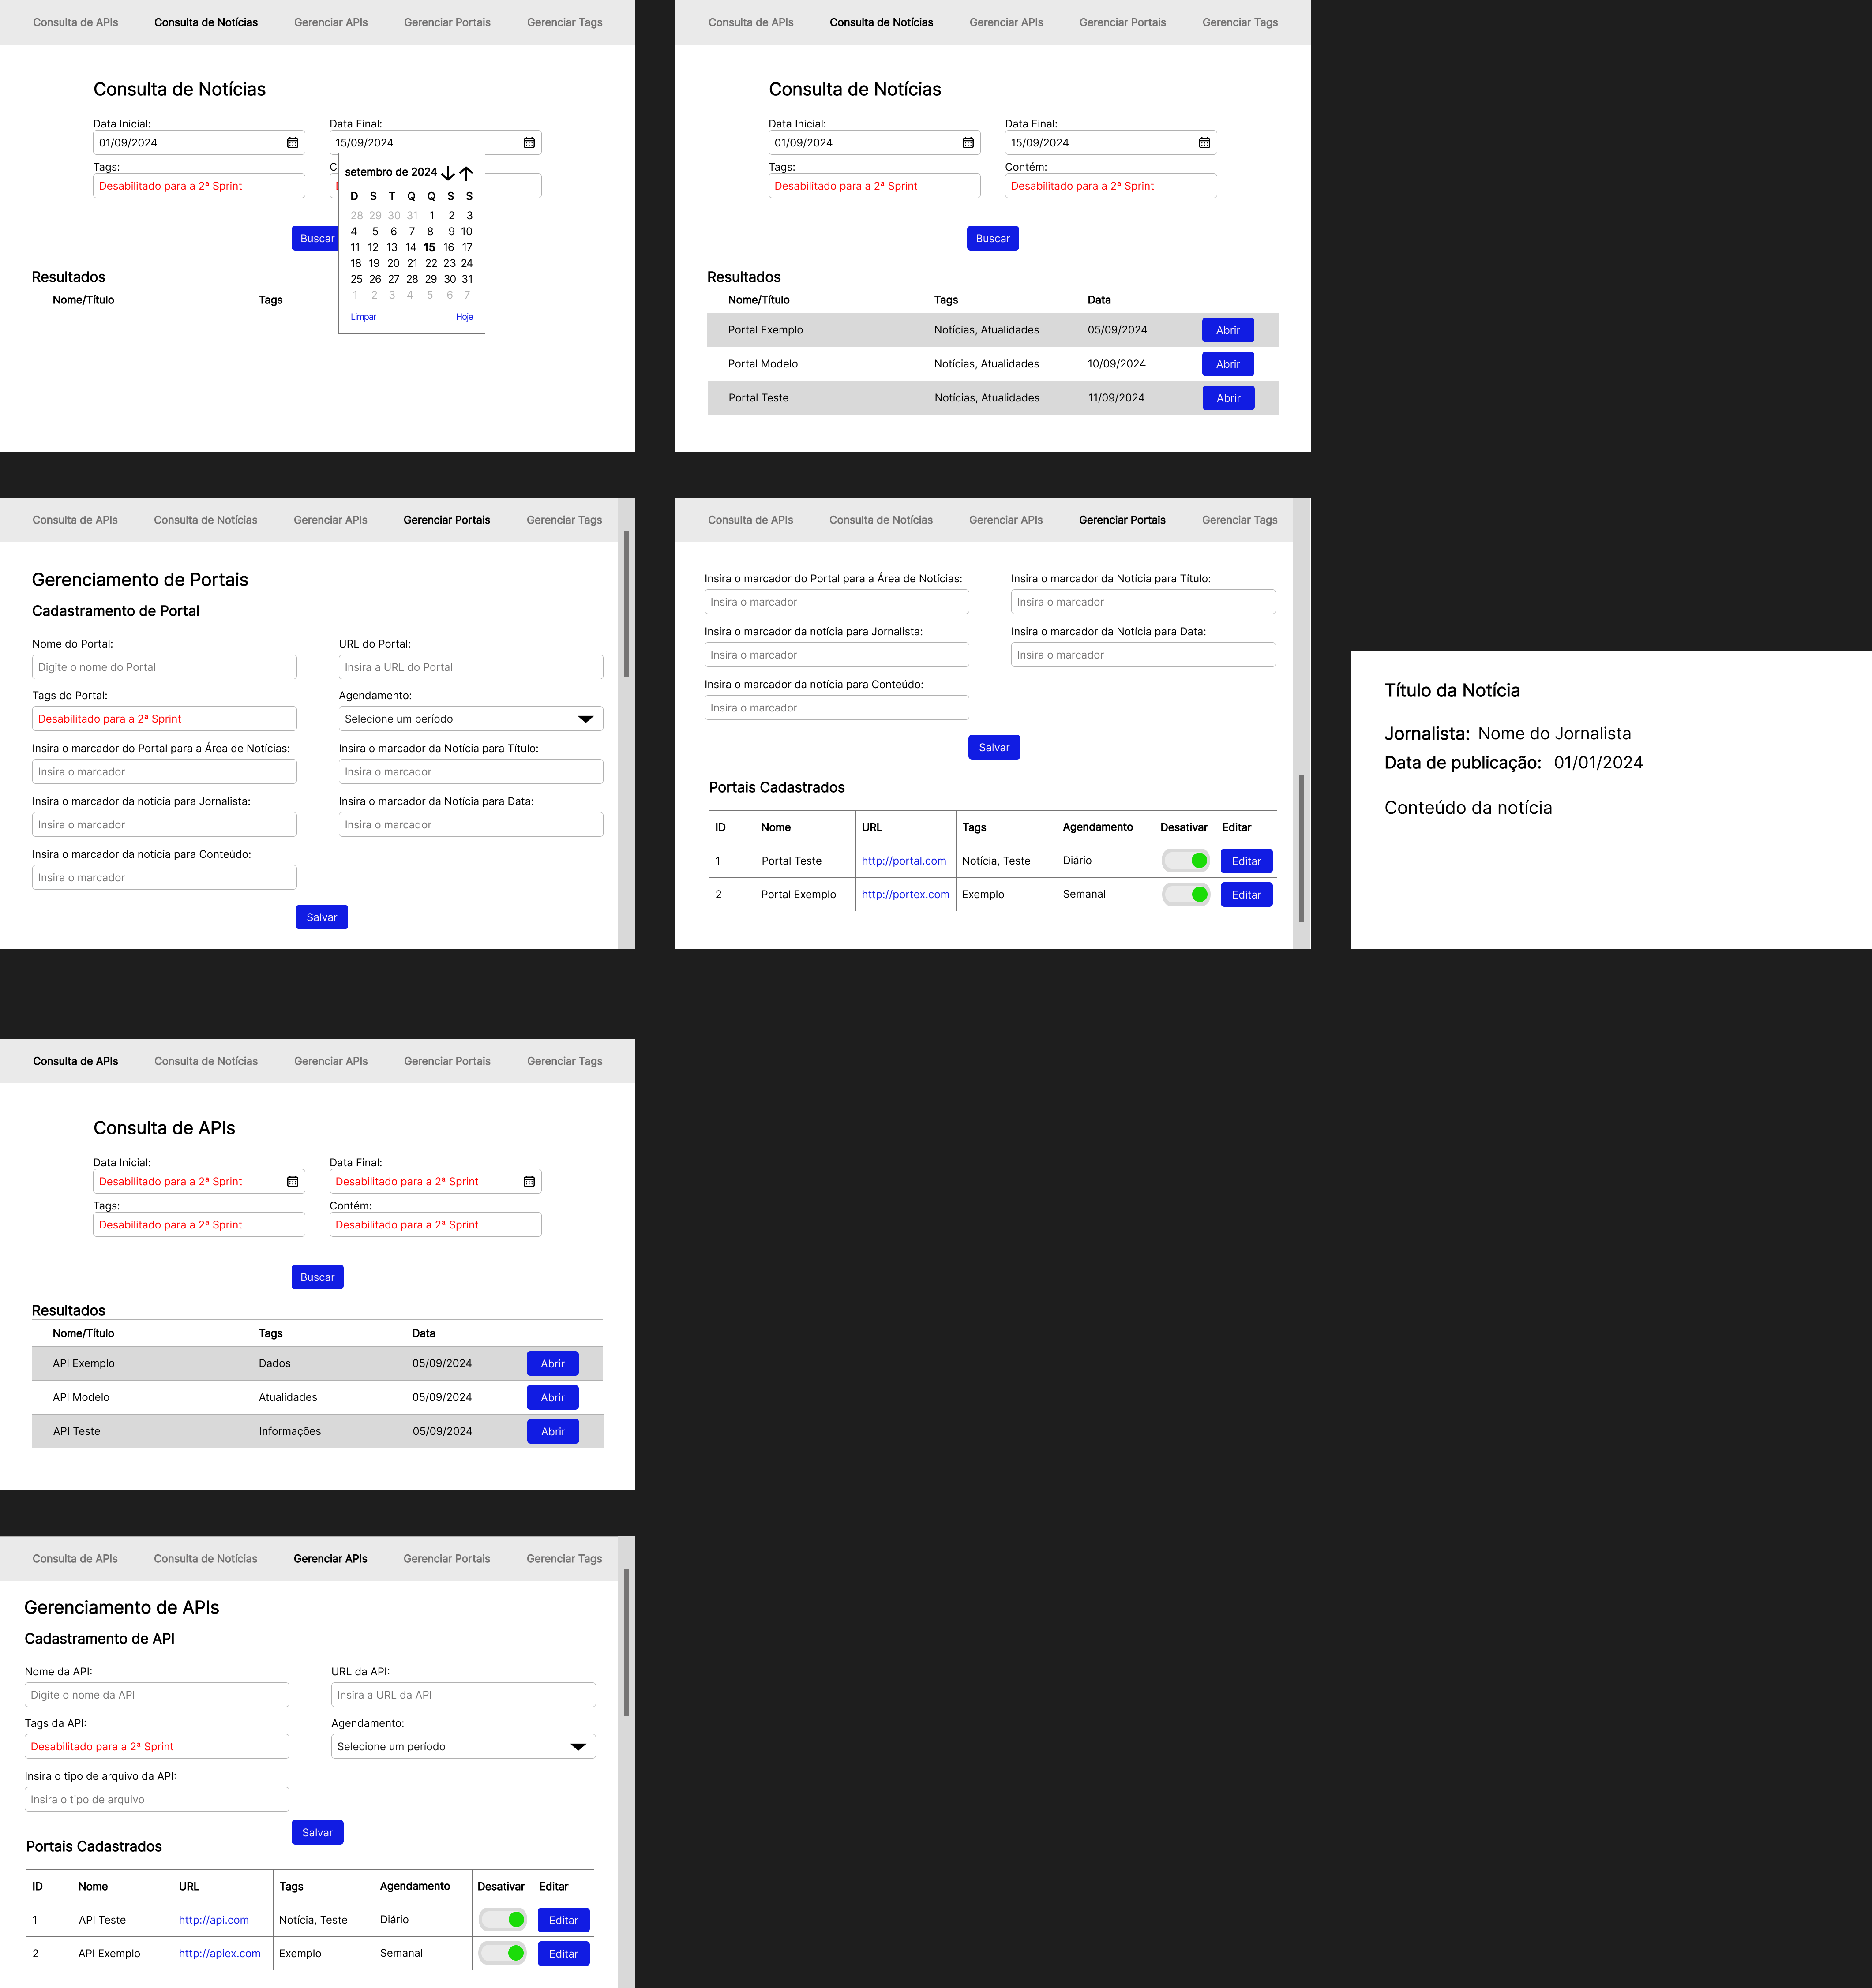 Consulta de APIs Consulta de Notícias Gerenciar APIs Gerenciar Portais Gerenciar Tags
Consulta de Notícias
Data Inicial: Data Final:
01/09/2024 15/09/2024
Tags: C
Desabilitado para a 2ª Sprint
setembro de 2024
D S T Q Q S S
28 29 30 31 1 2 3
4 5 6 7 8 9 10
11 12 13 14 15 16 17
18 19 20 21 22 23 24
25 26 27 28 29 30 31
1 2 3 4 5 6 7
Limpar Hoje
Buscar
Resultados
Nome/Título Tags
Consulta de APIs Consulta de Notícias Gerenciar APIs Gerenciar Portais Gerenciar Tags
Consulta de Notícias
Data Inicial: Data Final:
01/09/2024 15/09/2024
Tags: Contém:
Desabilitado para a 2ª Sprint Desabilitado para a 2ª Sprint
Buscar
Resultados
Nome/Título Tags Data
Portal Exemplo Notícias, Atualidades 05/09/2024 Abrir
Portal Modelo Notícias, Atualidades 10/09/2024 Abrir
Portal Teste Notícias, Atualidades 11/09/2024 Abrir
Consulta de APIs Consulta de Notícias Gerenciar APIs Gerenciar Portais Gerenciar Tags
Gerenciamento de Portais
Cadastramento de Portal
Nome do Portal: URL do Portal:
Digite o nome do Portal Insira a URL do Portal
Tags do Portal: Agendamento:
Desabilitado para a 2ª Sprint Selecione um período
Insira o marcador do Portal para a Área de Notícias: Insira o marcador da Notícia para Título:
Insira o marcador Insira o marcador
Insira o marcador da notícia para Jornalista: Insira o marcador da Notícia para Data:
Insira o marcador Insira o marcador
Insira o marcador da notícia para Conteúdo:
Insira o marcador
Salvar
Consulta de APIs Consulta de Notícias Gerenciar APIs Gerenciar Portais Gerenciar Tags
Insira o marcador do Portal para a Área de Notícias: Insira o marcador da Notícia para Título:
Insira o marcador Insira o marcador
Insira o marcador da notícia para Jornalista: Insira o marcador da Notícia para Data:
Insira o marcador Insira o marcador
Insira o marcador da notícia para Conteúdo:
Insira o marcador
Salvar
Portais Cadastrados
ID Nome URL Tags Agendamento Desativar Editar
1 Portal Teste http://portal.com Notícia, Teste Diário Editar
2 Portal Exemplo http://portex.com Exemplo Semanal Editar
Título da Notícia
Jornalista: Nome do Jornalista
Data de publicação: 01/01/2024
Conteúdo da notícia
Consulta de APIs Consulta de Notícias Gerenciar APIs Gerenciar Portais Gerenciar Tags
Consulta de APIs
Data Inicial: Data Final:
Desabilitado para a 2ª Sprint Desabilitado para a 2ª Sprint
Tags: Contém:
Desabilitado para a 2ª Sprint Desabilitado para a 2ª Sprint
Buscar
Resultados
Nome/Título Tags Data
API Exemplo Dados 05/09/2024 Abrir
API Modelo Atualidades 05/09/2024 Abrir
API Teste Informações 05/09/2024 Abrir
Consulta de APIs Consulta de Notícias Gerenciar APIs Gerenciar Portais Gerenciar Tags
Gerenciamento de APIs
Cadastramento de API
Nome da API: URL da API:
Digite o nome da API Insira a URL da API
Tags da API: Agendamento:
Desabilitado para a 2ª Sprint Selecione um período
Insira o tipo de arquivo da API:
Insira o tipo de arquivo
Salvar
Portais Cadastrados
ID Nome URL Tags Agendamento Desativar Editar
1 API Teste http://api.com Notícia, Teste Diário Editar
2 API Exemplo http://apiex.com Exemplo Semanal Editar